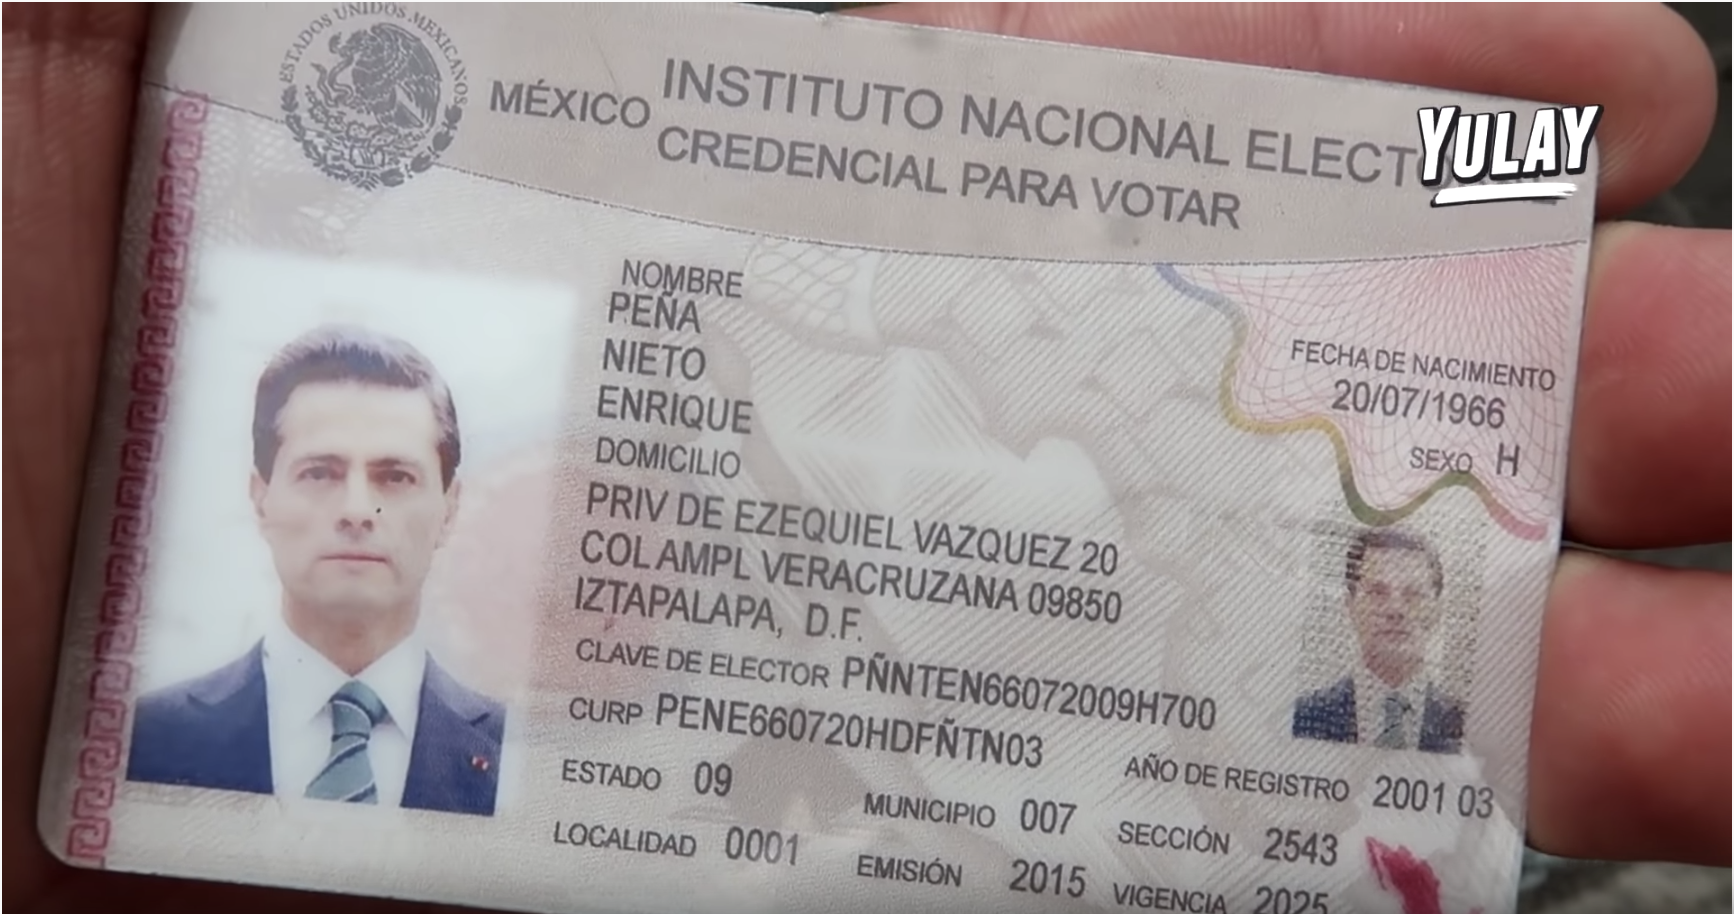 ESTADOS UNIDOS MEXICANOS
MÉXICO INSTITUTO NACIONAL ELECTO
CREDENCIAL PARA VOTAR
YULAY
NOMBRE
PEÑA
NIETO
ENRIQUE
FECHA DE NACIMIENTO
20/07/1966
SEXO H
DOMICILIO
PRIV DE EZEQUIEL VAZQUEZ 20
COL AMPL VERACRUZANA 09850
IZTAPALAPA, D.F.
CLAVE DE ELECTOR PÑNTEN66072009H700
CURP PENE660720HDFÑTN03
AÑO DE REGISTRO 2001 03
ESTADO 09
MUNICIPIO 007
SECCIÓN 2543
LOCALIDAD 0001
EMISIÓN 2015
VIGENCIA 2025